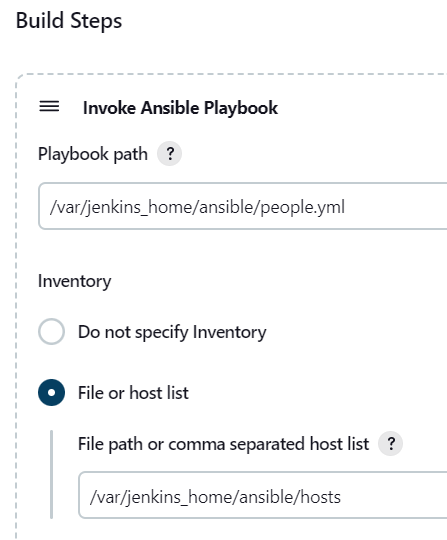 Build Steps
Invoke Ansible Playbook
Playbook path ?
/var/jenkins_home/ansible/people.yml
Inventory
Do not specify Inventory
File or host list
File path or comma separated host list ?
/var/jenkins_home/ansible/hosts